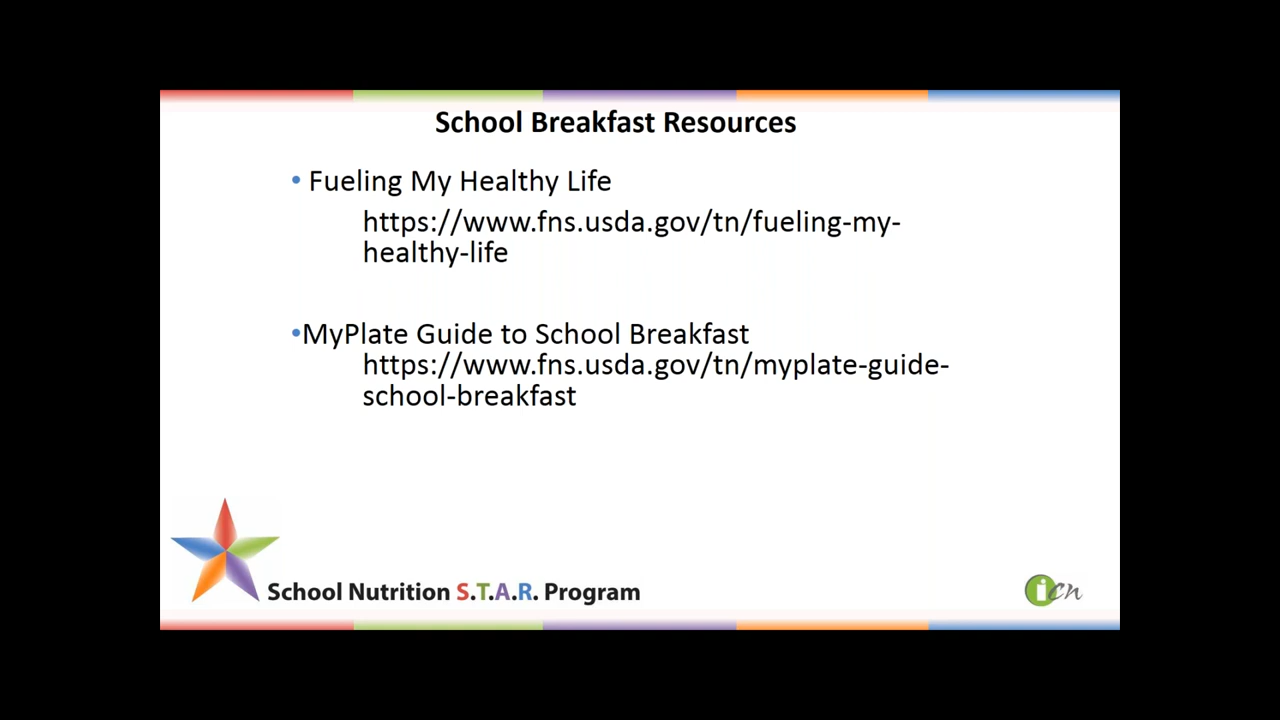 School Breakfast Resources
• Fueling My Healthy Life
https://www.fns.usda.gov/tn/fueling-my-
healthy-life
•MyPlate Guide to School Breakfast
https://www.fns.usda.gov/tn/myplate-guide-
school-breakfast
School Nutrition S.T.A.R. Program
icn